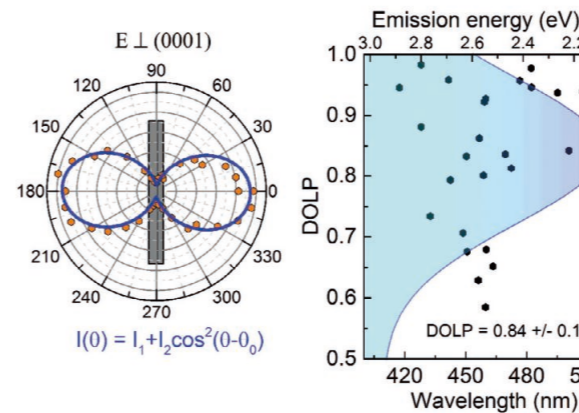 E ⊥ (0001)
90
120 60
150 30
180 0
210 330
240 300
270
I(θ) = I₁+I₂cos²(θ-θ₀)
Emission energy (eV)
3.0 2.8 2.6 2.4 2.2
DOLP
1.0
0.9
0.8
0.7
0.6
0.5
DOLP = 0.84 +/- 0.1
420 450 480
Wavelength (nm)